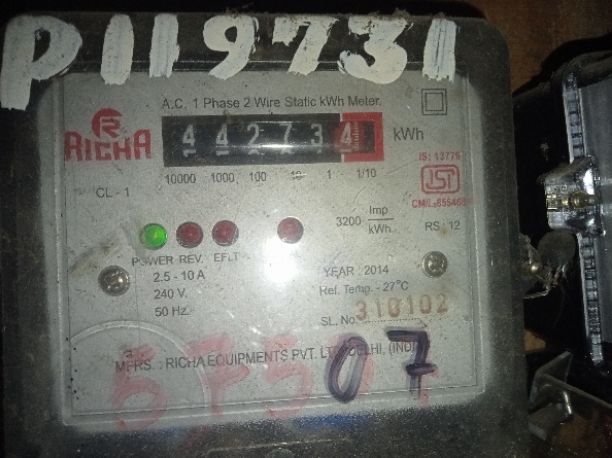 P119731
A.C. 1 Phase 2 Wire Static kWh Meter.
RICHA
4 4 2 7 3 4
kWh
10000 1000 100 10 1 1/10
IS: 13779
CL - 1
3200 Imp/kWh
RS: 12
POWER REV. EFLT
2.5 - 10 A
240 V.
50 Hz.
YEAR 2014
Ref. Temp. - 27°C
SL. No. 310102
MFRS. : RICHA EQUIPMENTS PVT. LTD. DELHI, (INDIA)
07